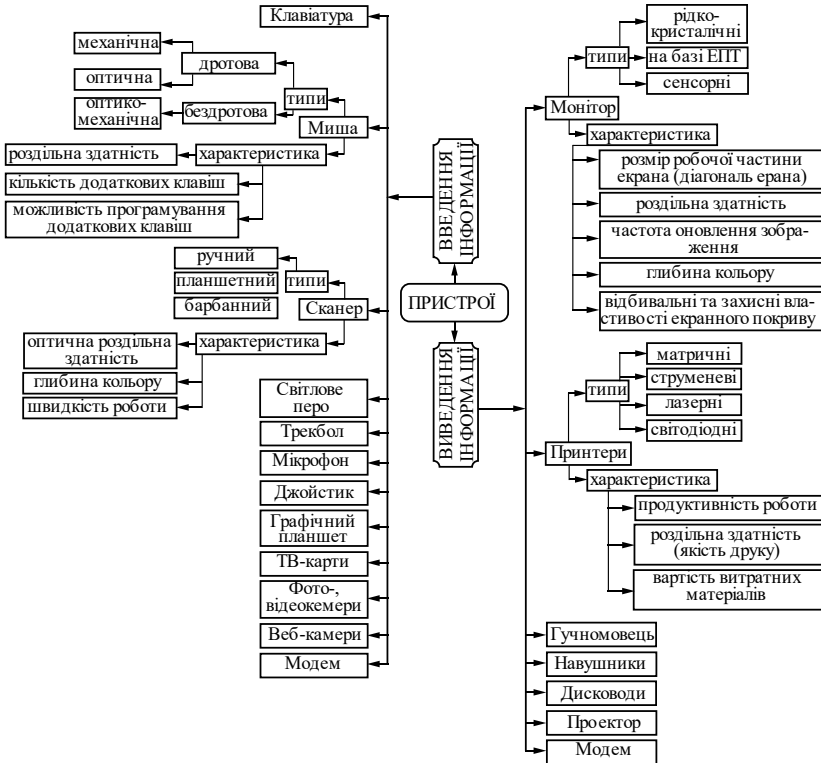 Клавіатура
механічна
дротова
оптична
типи
оптико-
механічна
бездротова
Миша
роздільна здатність
характеристика
кількість додаткових клавіш
можливість програмування
додаткових клавіш
ВВЕДЕННЯ
ІНФОРМАЦІЇ
ручний
планшетний
типи
барбанний
Сканер
ПРИСТРОЇ
оптична роздільна
здатність
характеристика
глибина кольору
швидкість роботи
ВИВЕДЕННЯ
ІНФОРМАЦІЇ
Світлове
перо
Трекбол
Мікрофон
Джойстик
Графічний
планшет
ТВ-карти
Фото-,
відеокемери
Веб-камери
Модем
рідко-
кристалічні
типи
на базі ЕПТ
сенсорні
Монітор
характеристика
розмір робочої частини
екрана (діагональ ерана)
роздільна здатність
частота оновлення зобра-
ження
глибина кольору
відбивальні та захисні вла-
стивості екранного покриву
матричні
струменеві
типи
лазерні
світодіодні
Принтери
характеристика
продуктивність роботи
роздільна здатність
(якість друку)
вартість витратних
матеріалів
Гучномовець
Навушники
Дисководи
Проектор
Модем